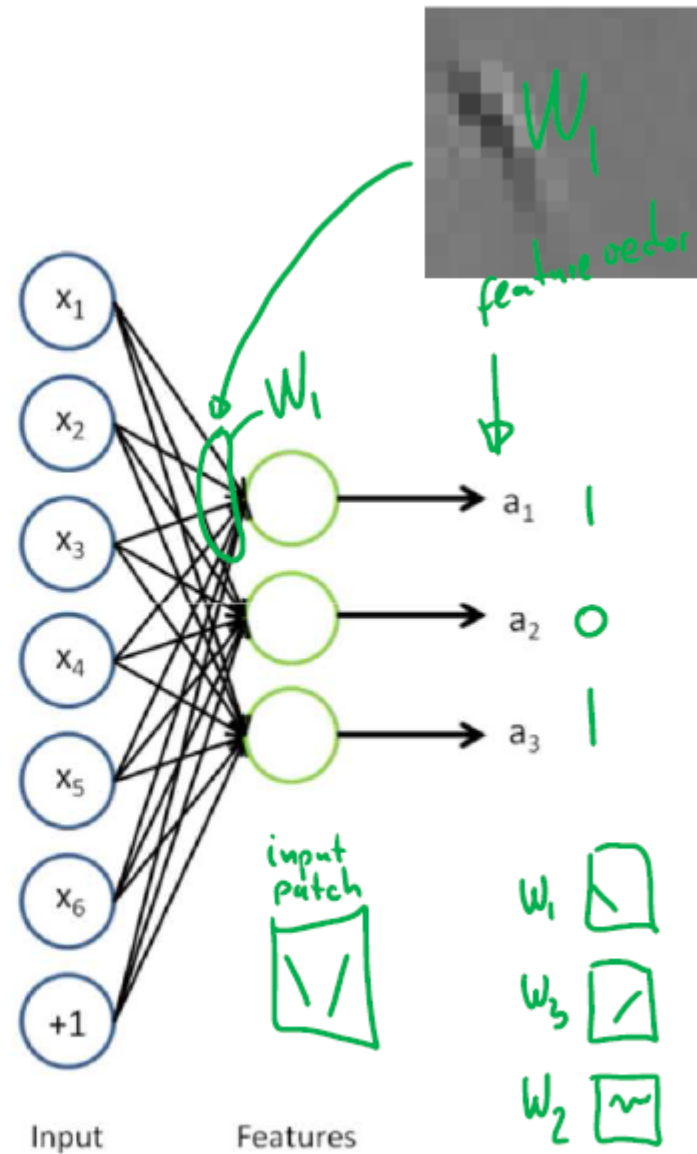 W₁
feature vector
x₁
W₁
x₂
a₁ 1
x₃
a₂ 0
x₄
a₃ 1
x₅
input
patch
x₆
W₁
W₃
+1
W₂
Input Features